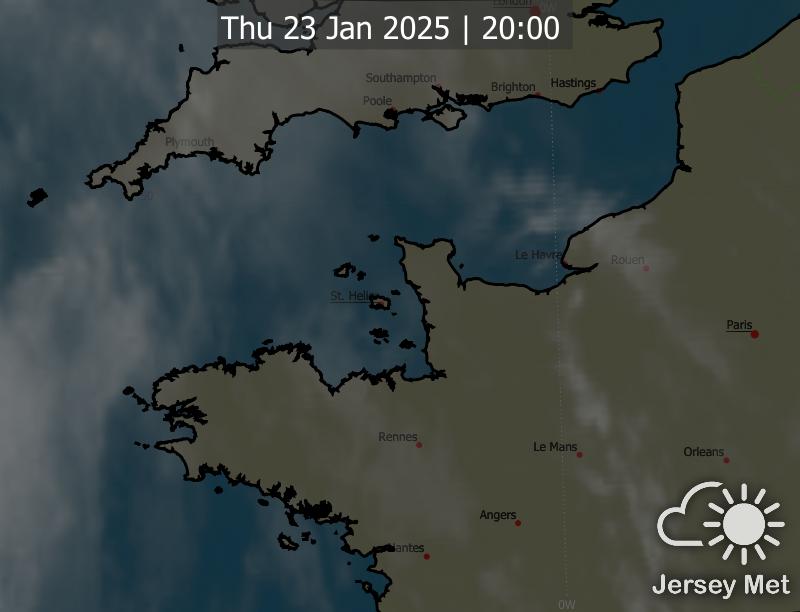 London
0W
Thu 23 Jan 2025 | 20:00
Southampton
Brighton
Hastings
Poole
Plymouth
Le Havre
Rouen
St. Helier
Paris
Rennes
Le Mans
Orleans
Angers
Nantes
Jersey Met
0W